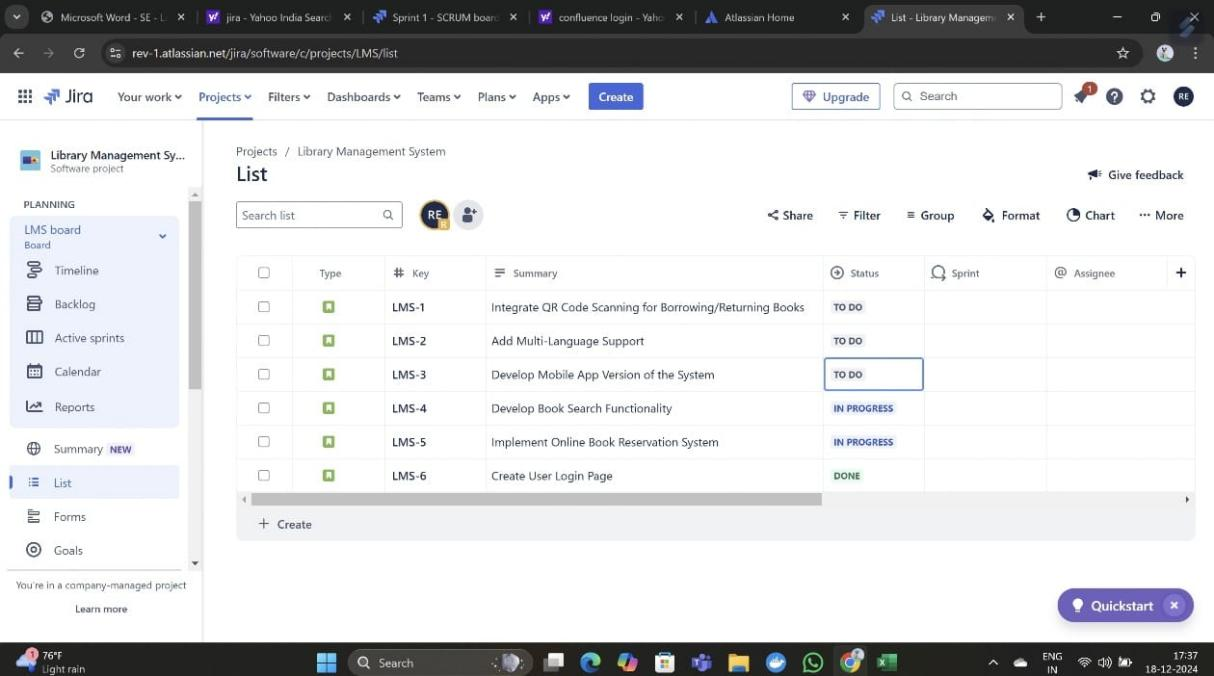 Microsoft Word - SE - L
jira - Yahoo India Searc
Sprint 1 - SCRUM board
confluence login - Yaho
Atlassian Home
List - Library Managem
rev-1.atlassian.net/jira/software/c/projects/LMS/list
Jira
Your work
Projects
Filters
Dashboards
Teams
Plans
Apps
Create
Upgrade
Search
1
RE
Library Management Sy...
Software project
PLANNING
LMS board
Board
Timeline
Backlog
Active sprints
Calendar
Reports
Summary NEW
List
Forms
Goals
You're in a company-managed project
Learn more
Projects / Library Management System
List
Give feedback
Search list
RE
R
Share
Filter
Group
Format
Chart
More
Type # Key Summary Status Sprint @ Assignee +
LMS-1 Integrate QR Code Scanning for Borrowing/Returning Books TO DO
LMS-2 Add Multi-Language Support TO DO
LMS-3 Develop Mobile App Version of the System TO DO
LMS-4 Develop Book Search Functionality IN PROGRESS
LMS-5 Implement Online Book Reservation System IN PROGRESS
LMS-6 Create User Login Page DONE
+ Create
Quickstart
1
76°F
Light rain
Search
ENG
IN
17:37
18-12-2024